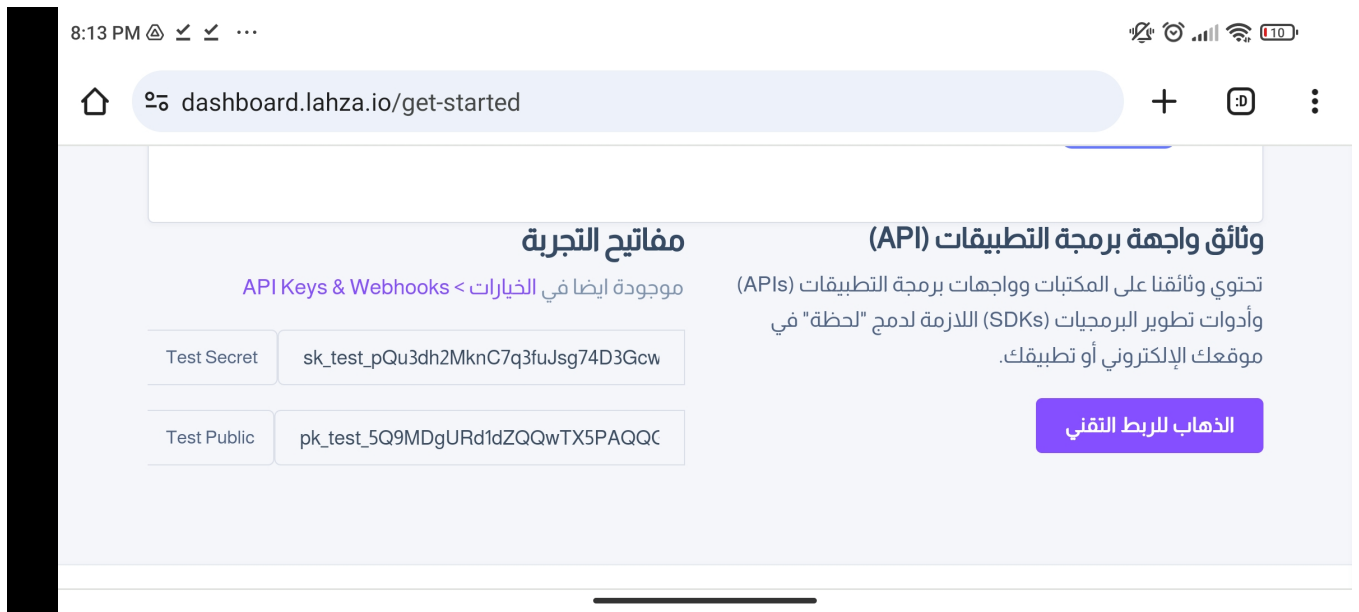 8:13 PM
10
dashboard.lahza.io/get-started
:D
وثائق واجهة برمجة التطبيقات (API)
تحتوي وثائقنا على المكتبات وواجهات برمجة التطبيقات (APIs)
وأدوات تطوير البرمجيات (SDKs) اللازمة لدمج "لحظة" في
موقعك الإلكتروني أو تطبيقك.
الذهاب للربط التقني
مفاتيح التجربة
موجودة ايضا في الخيارات > API Keys & Webhooks
Test Secret sk_test_pQu3dh2MknC7q3fuJsg74D3Gcw
Test Public pk_test_5Q9MDgURd1dZQQwTX5PAQQ